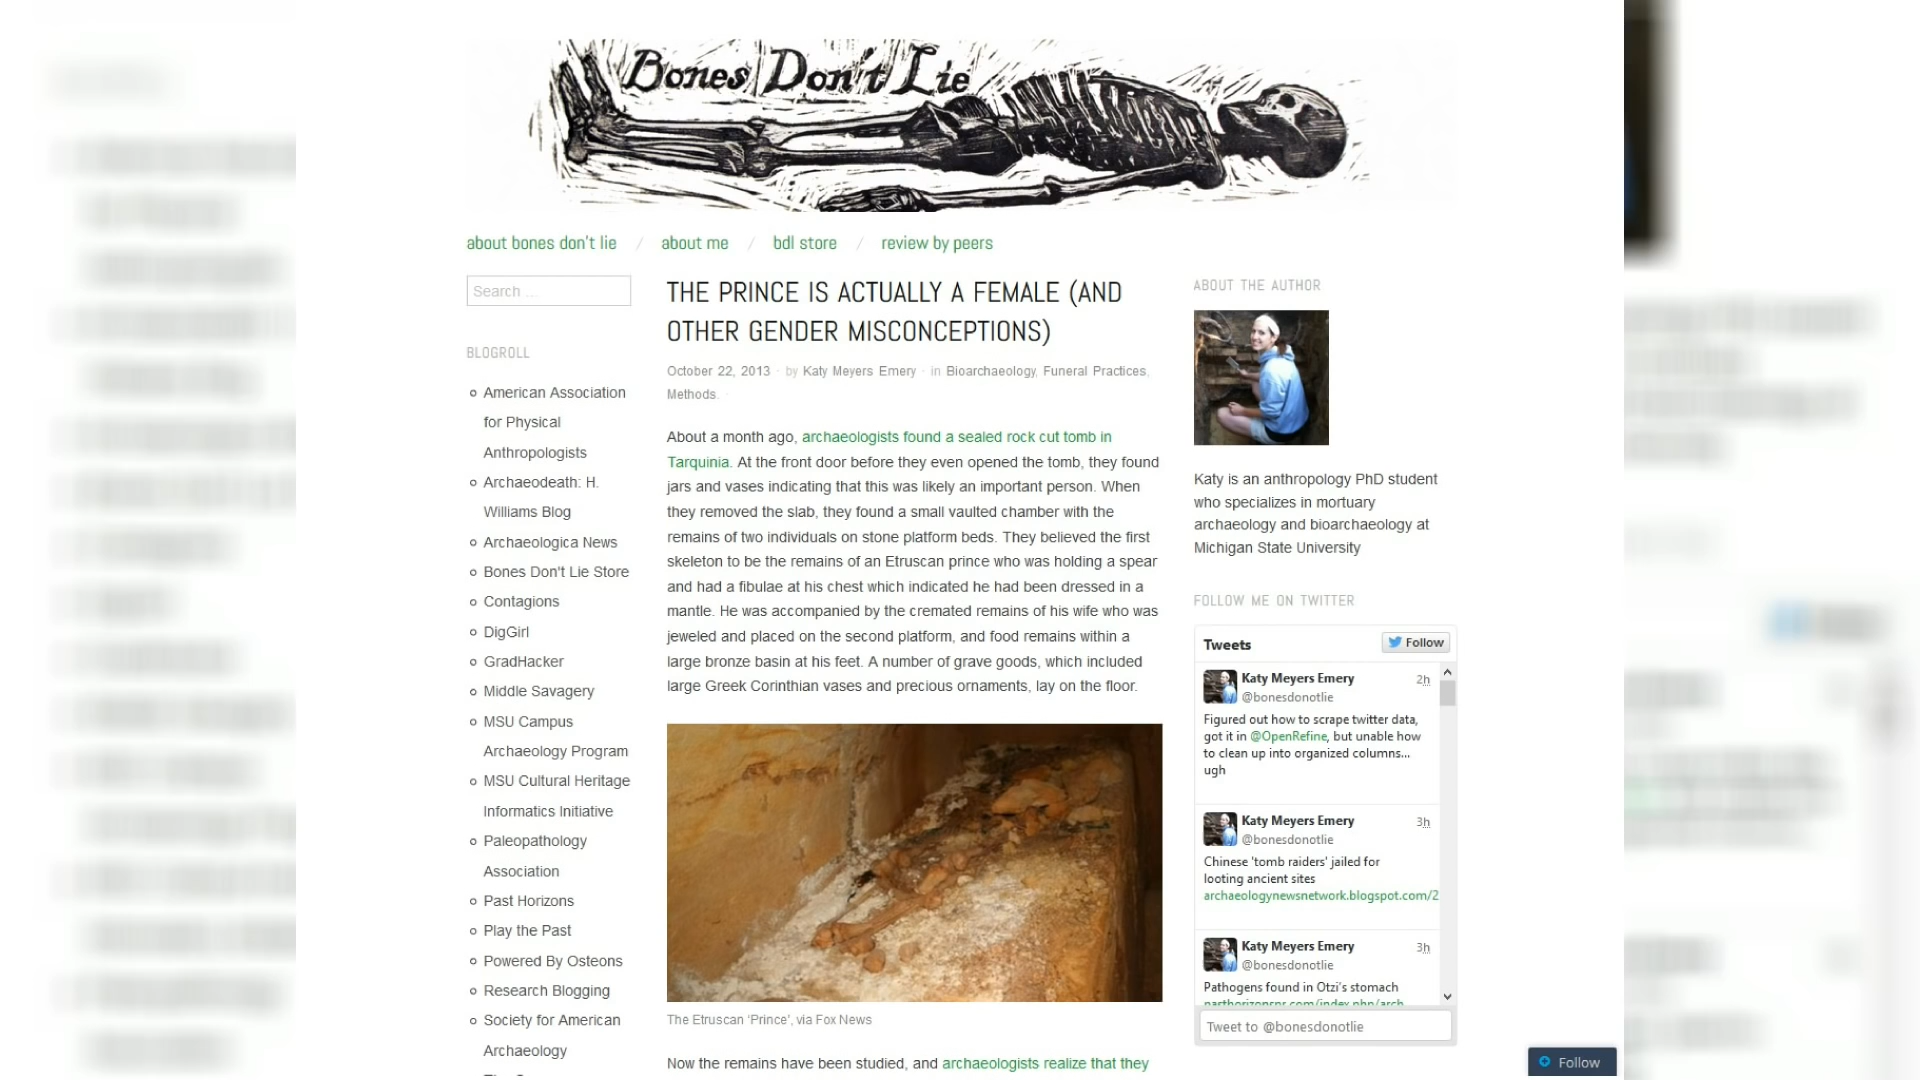 Bones Don't Lie
about bones don't lie / about me / bdl store / review by peers
Search ...
BLOGROLL
American Association
for Physical
Anthropologists
Archaeodeath: H.
Williams Blog
Archaeologica News
Bones Don't Lie Store
Contagions
DigGirl
GradHacker
Middle Savagery
MSU Campus
Archaeology Program
MSU Cultural Heritage
Informatics Initiative
Paleopathology
Association
Past Horizons
Play the Past
Powered By Osteons
Research Blogging
Society for American
Archaeology
THE PRINCE IS ACTUALLY A FEMALE (AND
OTHER GENDER MISCONCEPTIONS)
October 22, 2013 · by Katy Meyers Emery · in Bioarchaeology, Funeral Practices,
Methods. ·
About a month ago, archaeologists found a sealed rock cut tomb in
Tarquinia. At the front door before they even opened the tomb, they found
jars and vases indicating that this was likely an important person. When
they removed the slab, they found a small vaulted chamber with the
remains of two individuals on stone platform beds. They believed the first
skeleton to be the remains of an Etruscan prince who was holding a spear
and had a fibulae at his chest which indicated he had been dressed in a
mantle. He was accompanied by the cremated remains of his wife who was
jeweled and placed on the second platform, and food remains within a
large bronze basin at his feet. A number of grave goods, which included
large Greek Corinthian vases and precious ornaments, lay on the floor.
The Etruscan 'Prince', via Fox News
Now the remains have been studied, and archaeologists realize that they
ABOUT THE AUTHOR
Katy is an anthropology PhD student
who specializes in mortuary
archaeology and bioarchaeology at
Michigan State University
FOLLOW ME ON TWITTER
Tweets Follow
Katy Meyers Emery 2h
@bonesdonotlie
Figured out how to scrape twitter data,
got it in @OpenRefine, but unable how
to clean up into organized columns...
ugh
Katy Meyers Emery 3h
@bonesdonotlie
Chinese 'tomb raiders' jailed for
looting ancient sites
archaeologynewsnetwork.blogspot.com/2
Katy Meyers Emery 3h
@bonesdonotlie
Pathogens found in Otzi's stomach
pasthorizonspr.com/index.php/arch
Tweet to @bonesdonotlie
Follow